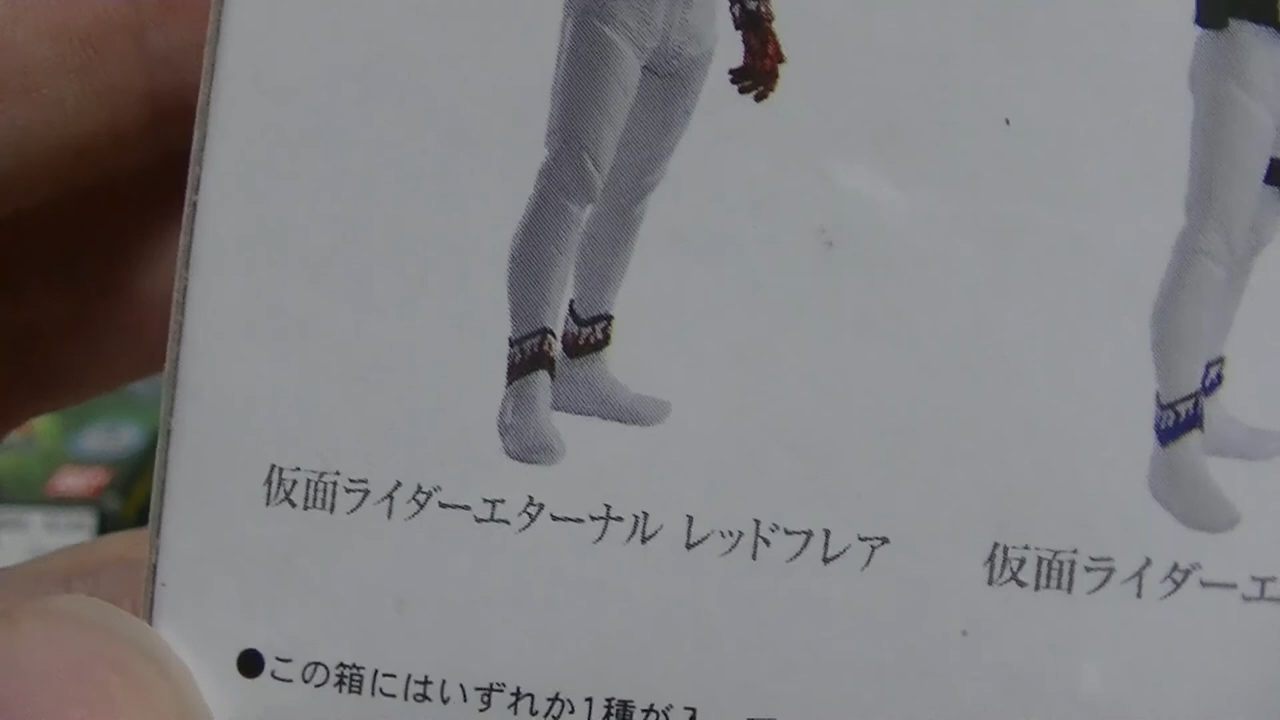 仮面ライダーエターナル レッドフレア
仮面ライダーエ
●この箱にはいずれか1種が入